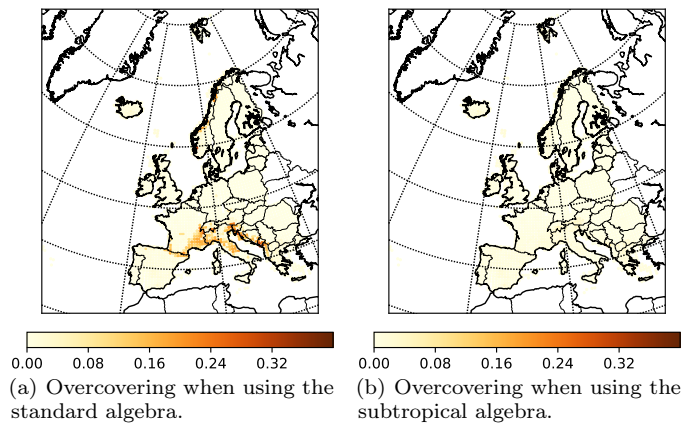 0.00 0.08 0.16 0.24 0.32
0.00 0.08 0.16 0.24 0.32
(a) Overcovering when using the
standard algebra.
(b) Overcovering when using the
subtropical algebra.